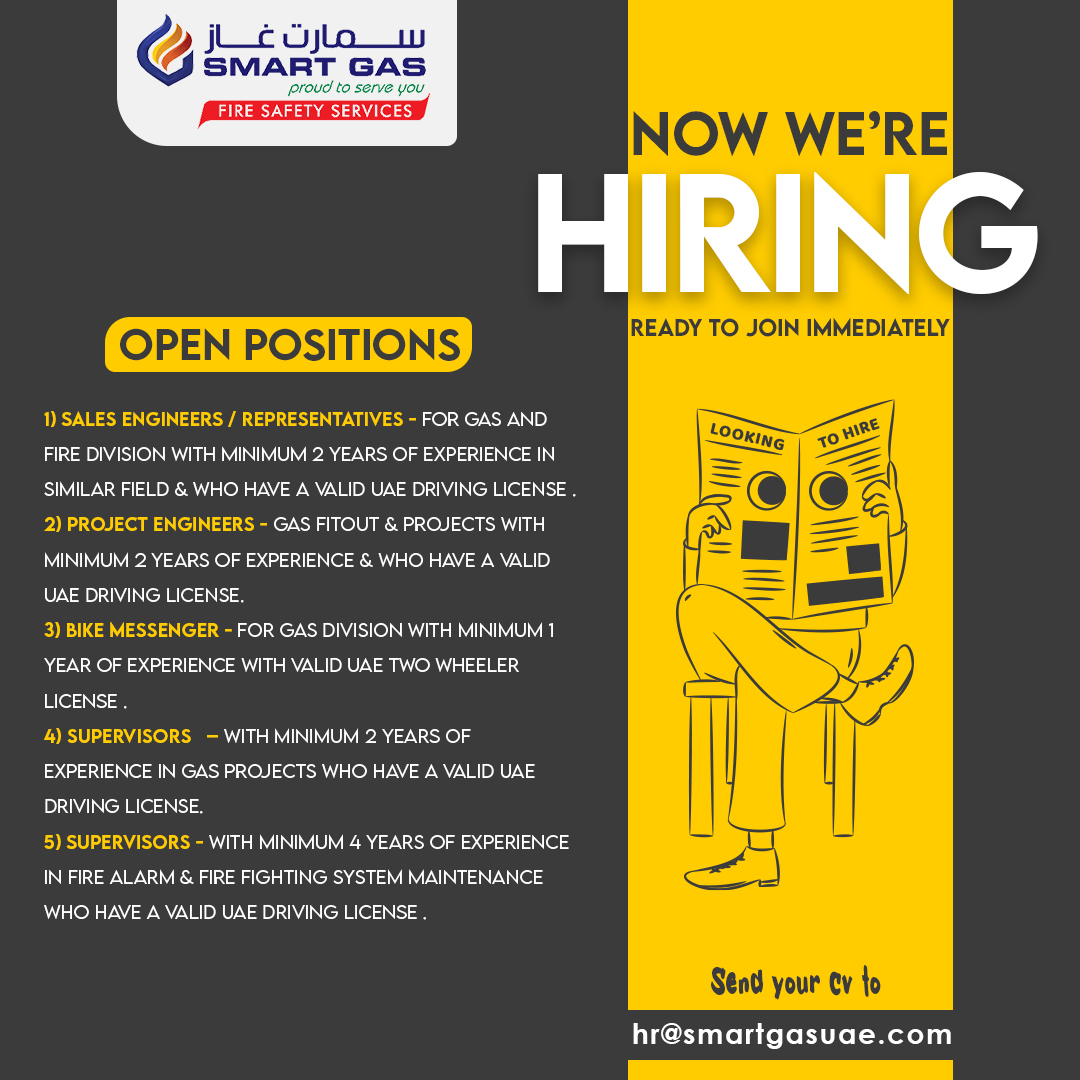 سمارت غاز
SMART GAS
proud to serve you
FIRE SAFETY SERVICES
NOW WE'RE
HIRING
READY TO JOIN IMMEDIATELY
OPEN POSITIONS
1) SALES ENGINEERS / REPRESENTATIVES - FOR GAS AND
FIRE DIVISION WITH MINIMUM 2 YEARS OF EXPERIENCE IN
SIMILAR FIELD & WHO HAVE A VALID UAE DRIVING LICENSE .
2) PROJECT ENGINEERS - GAS FITOUT & PROJECTS WITH
MINIMUM 2 YEARS OF EXPERIENCE & WHO HAVE A VALID
UAE DRIVING LICENSE.
3) BIKE MESSENGER - FOR GAS DIVISION WITH MINIMUM 1
YEAR OF EXPERIENCE WITH VALID UAE TWO WHEELER
LICENSE .
4) SUPERVISORS – WITH MINIMUM 2 YEARS OF
EXPERIENCE IN GAS PROJECTS WHO HAVE A VALID UAE
DRIVING LICENSE.
5) SUPERVISORS - WITH MINIMUM 4 YEARS OF EXPERIENCE
IN FIRE ALARM & FIRE FIGHTING SYSTEM MAINTENANCE
WHO HAVE A VALID UAE DRIVING LICENSE .
LOOKING TO HIRE
Send your cv to
hr@smartgasuae.com